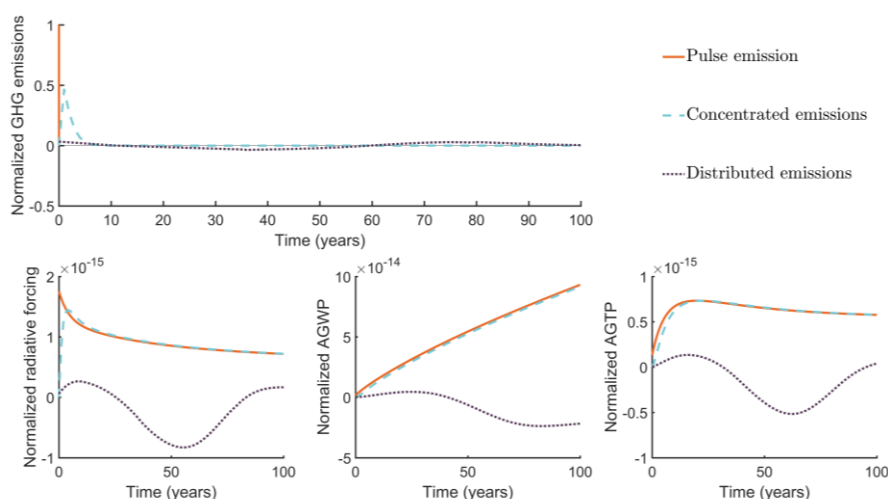 Normalized GHG emissions
1
0.5
0
-0.5
0 10 20 30 40 50 60 70 80 90 100
Time (years)
Pulse emission
Concentrated emissions
Distributed emissions
Normalized radiative forcing
×10^-15
2
1
0
-1
0 50 100
Time (years)
Normalized AGWP
×10^-14
10
5
0
-5
0 50 100
Time (years)
Normalized AGTP
×10^-15
1
0.5
0
-0.5
-1
0 50 100
Time (years)